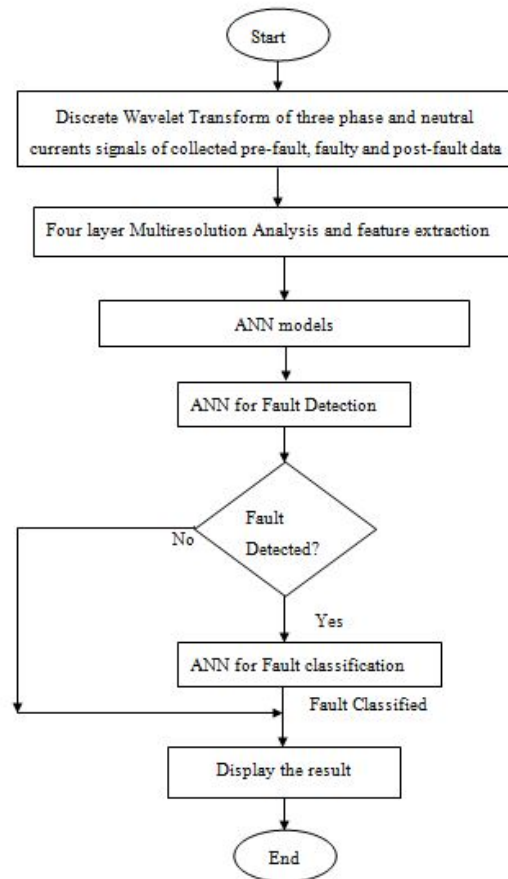 Start
Discrete Wavelet Transform of three phase and neutral
currents signals of collected pre-fault, faulty and post-fault data
Four layer Multiresolution Analysis and feature extraction
ANN models
ANN for Fault Detection
Fault
Detected?
No
Yes
ANN for Fault classification
Fault Classified
Display the result
End